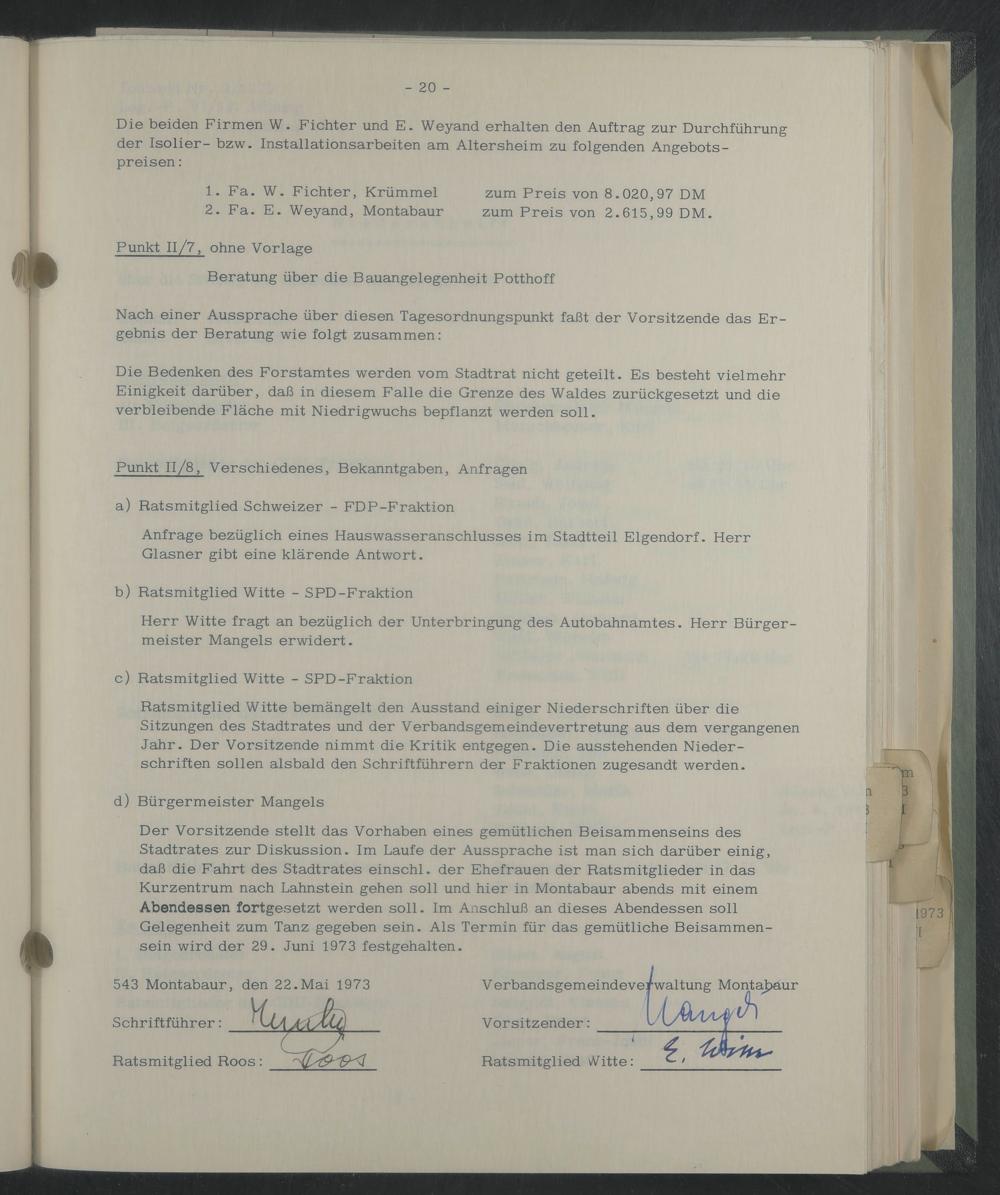 - 20 -
Die beiden Firmen W. Fichter und E. Weyand erhalten den Auftrag zur Durchführung
der Isolier- bzw. Installationsarbeiten am Altersheim zu folgenden Angebots-
preisen:
1. Fa. W. Fichter, Krümmel zum Preis von 8.020,97 DM
2. Fa. E. Weyand, Montabaur zum Preis von 2.615,99 DM.
Punkt II/7, ohne Vorlage
Beratung über die Bauangelegenheit Potthoff
Nach einer Aussprache über diesen Tagesordnungspunkt faßt der Vorsitzende das Er-
gebnis der Beratung wie folgt zusammen:
Die Bedenken des Forstamtes werden vom Stadtrat nicht geteilt. Es besteht vielmehr
Einigkeit darüber, daß in diesem Falle die Grenze des Waldes zurückgesetzt und die
verbleibende Fläche mit Niedrigwuchs bepflanzt werden soll.
Punkt II/8, Verschiedenes, Bekanntgaben, Anfragen
a) Ratsmitglied Schweizer - FDP-Fraktion
Anfrage bezüglich eines Hauswasseranschlusses im Stadtteil Elgendorf. Herr
Glasner gibt eine klärende Antwort.
b) Ratsmitglied Witte - SPD-Fraktion
Herr Witte fragt an bezüglich der Unterbringung des Autobahnamtes. Herr Bürger-
meister Mangels erwidert.
c) Ratsmitglied Witte - SPD-Fraktion
Ratsmitglied Witte bemängelt den Ausstand einiger Niederschriften über die
Sitzungen des Stadtrates und der Verbandsgemeindevertretung aus dem vergangenen
Jahr. Der Vorsitzende nimmt die Kritik entgegen. Die ausstehenden Nieder-
schriften sollen alsbald den Schriftführern der Fraktionen zugesandt werden.
d) Bürgermeister Mangels
Der Vorsitzende stellt das Vorhaben eines gemütlichen Beisammenseins des
Stadtrates zur Diskussion. Im Laufe der Aussprache ist man sich darüber einig,
daß die Fahrt des Stadtrates einschl. der Ehefrauen der Ratsmitglieder in das
Kurzentrum nach Lahnstein gehen soll und hier in Montabaur abends mit einem
Abendessen fortgesetzt werden soll. Im Anschluß an dieses Abendessen soll
Gelegenheit zum Tanz gegeben sein. Als Termin für das gemütliche Beisammen-
sein wird der 29. Juni 1973 festgehalten.
543 Montabaur, den 22.Mai 1973 Verbandsgemeindeverwaltung Montabaur
Schriftführer: Vorsitzender: Mangels
Ratsmitglied Roos: Roos Ratsmitglied Witte: E. Witte
1973